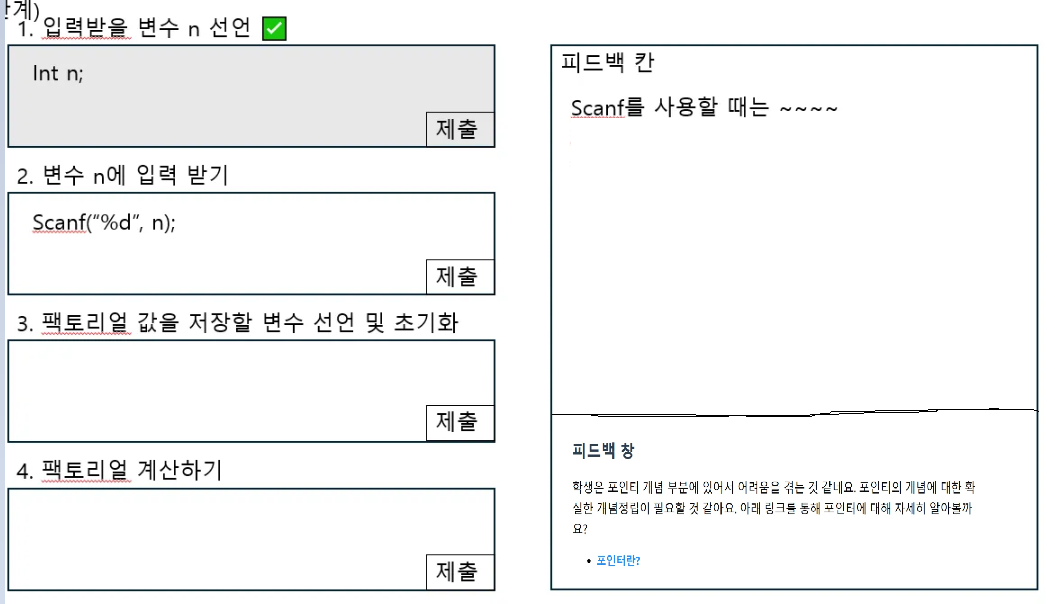 계)
1. 입력받을 변수 n 선언 ✅
Int n;
제출
2. 변수 n에 입력 받기
Scanf("%d", n);
제출
3. 팩토리얼 값을 저장할 변수 선언 및 초기화
제출
4. 팩토리얼 계산하기
제출
피드백 칸
Scanf를 사용할 때는 ~~~~
피드백 창
학생은 포인터 개념 부분에 있어서 어려움을 겪는 것 같네요. 포인터의 개념에 대한 확
실한 개념정립이 필요할 것 같아요. 아래 링크를 통해 포인터에 대해 자세히 알아볼까
요?
• 포인터란?